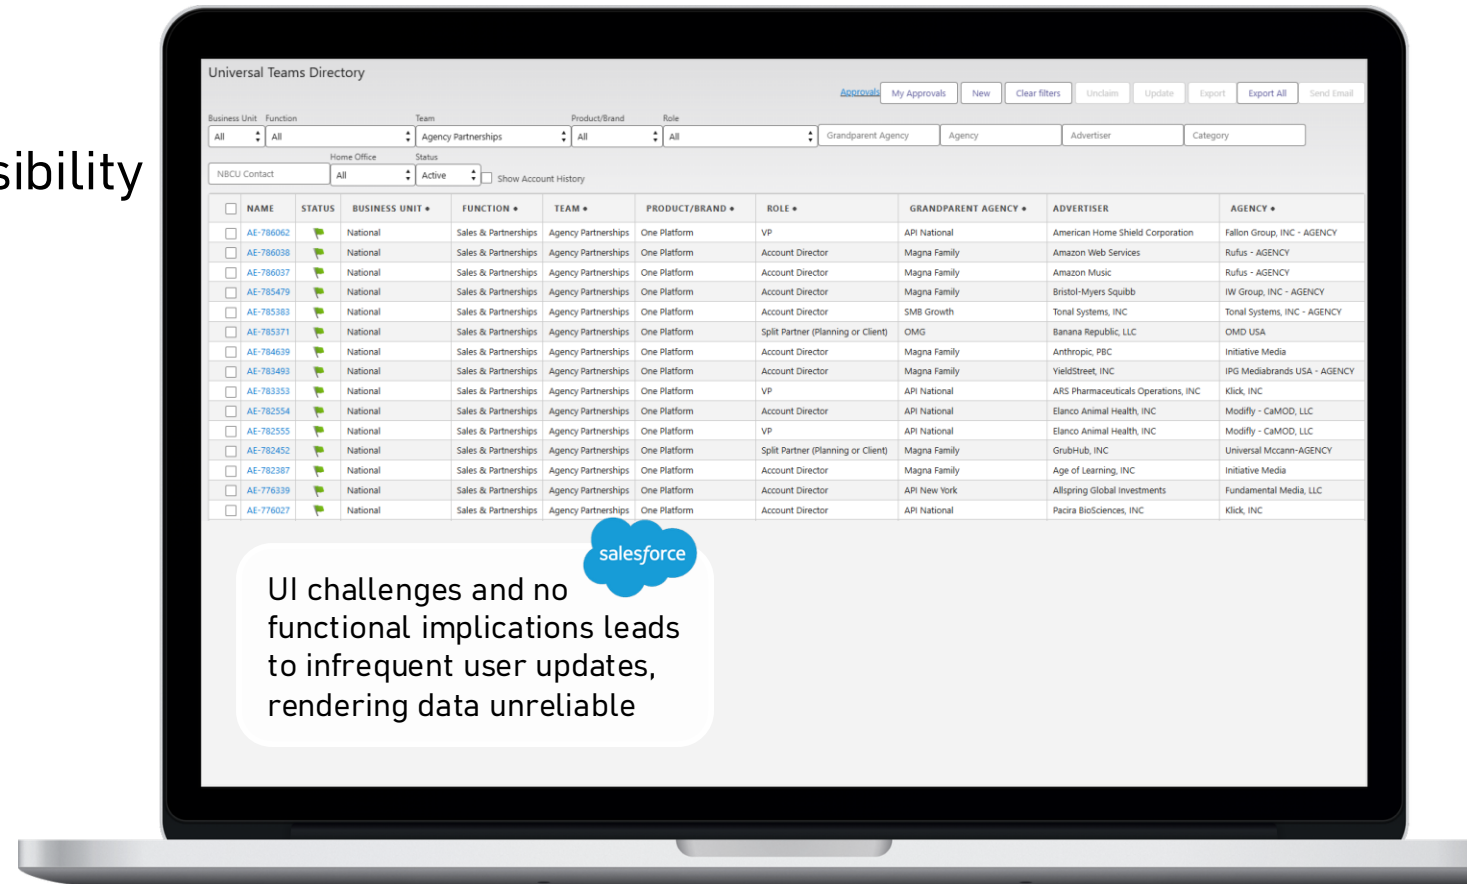 Universal Teams Directory
Approvals My Approvals New Clear filters Unclaim Update Export Export All Send Email
Business Unit Function Team Product/Brand Role
All All Agency Partnerships All All Grandparent Agency Agency Advertiser Category
sibility
Home Office Status
NBCU Contact All Active Show Account History
NAME STATUS BUSINESS UNIT • FUNCTION • TEAM • PRODUCT/BRAND • ROLE • GRANDPARENT AGENCY • ADVERTISER AGENCY •
AE-786062 National Sales & Partnerships Agency Partnerships One Platform VP API National American Home Shield Corporation Fallon Group, INC - AGENCY
AE-786038 National Sales & Partnerships Agency Partnerships One Platform Account Director Magna Family Amazon Web Services Rufus - AGENCY
AE-786037 National Sales & Partnerships Agency Partnerships One Platform Account Director Magna Family Amazon Music Rufus - AGENCY
AE-785479 National Sales & Partnerships Agency Partnerships One Platform Account Director Magna Family Bristol-Myers Squibb IW Group, INC - AGENCY
AE-785383 National Sales & Partnerships Agency Partnerships One Platform Account Director SMB Growth Tonal Systems, INC Tonal Systems, INC - AGENCY
AE-785371 National Sales & Partnerships Agency Partnerships One Platform Split Partner (Planning or Client) OMG Banana Republic, LLC OMD USA
AE-784639 National Sales & Partnerships Agency Partnerships One Platform Account Director Magna Family Anthropic, PBC Initiative Media
AE-783493 National Sales & Partnerships Agency Partnerships One Platform Account Director Magna Family YieldStreet, INC IPG Mediabrands USA - AGENCY
AE-783353 National Sales & Partnerships Agency Partnerships One Platform VP API National ARS Pharmaceuticals Operations, INC Klick, INC
AE-782554 National Sales & Partnerships Agency Partnerships One Platform Account Director API National Elanco Animal Health, INC Modifly - CaMOD, LLC
AE-782555 National Sales & Partnerships Agency Partnerships One Platform VP API National Elanco Animal Health, INC Modifly - CaMOD, LLC
AE-782452 National Sales & Partnerships Agency Partnerships One Platform Split Partner (Planning or Client) Magna Family GrubHub, INC Universal Mccann-AGENCY
AE-782387 National Sales & Partnerships Agency Partnerships One Platform Account Director Magna Family Age of Learning, INC Initiative Media
AE-776339 National Sales & Partnerships Agency Partnerships One Platform Account Director API New York Allspring Global Investments Fundamental Media, LLC
AE-776027 National Sales & Partnerships Agency Partnerships One Platform Account Director API National Pacira BioSciences, INC Klick, INC
salesforce
UI challenges and no
functional implications leads
to infrequent user updates,
rendering data unreliable